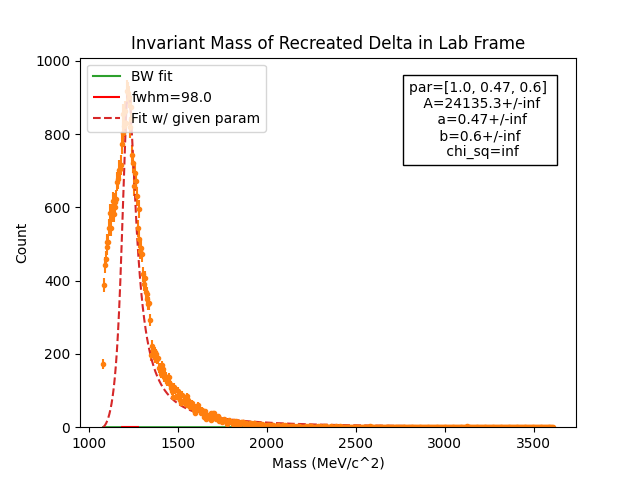 Invariant Mass of Recreated Delta in Lab Frame
1000
800
600
400
200
0
Count
BW fit
fwhm=98.0
Fit w/ given param
par=[1.0, 0.47, 0.6]
A=24135.3+/-inf
a=0.47+/-inf
b=0.6+/-inf
chi_sq=inf
1000 1500 2000 2500 3000 3500
Mass (MeV/c^2)